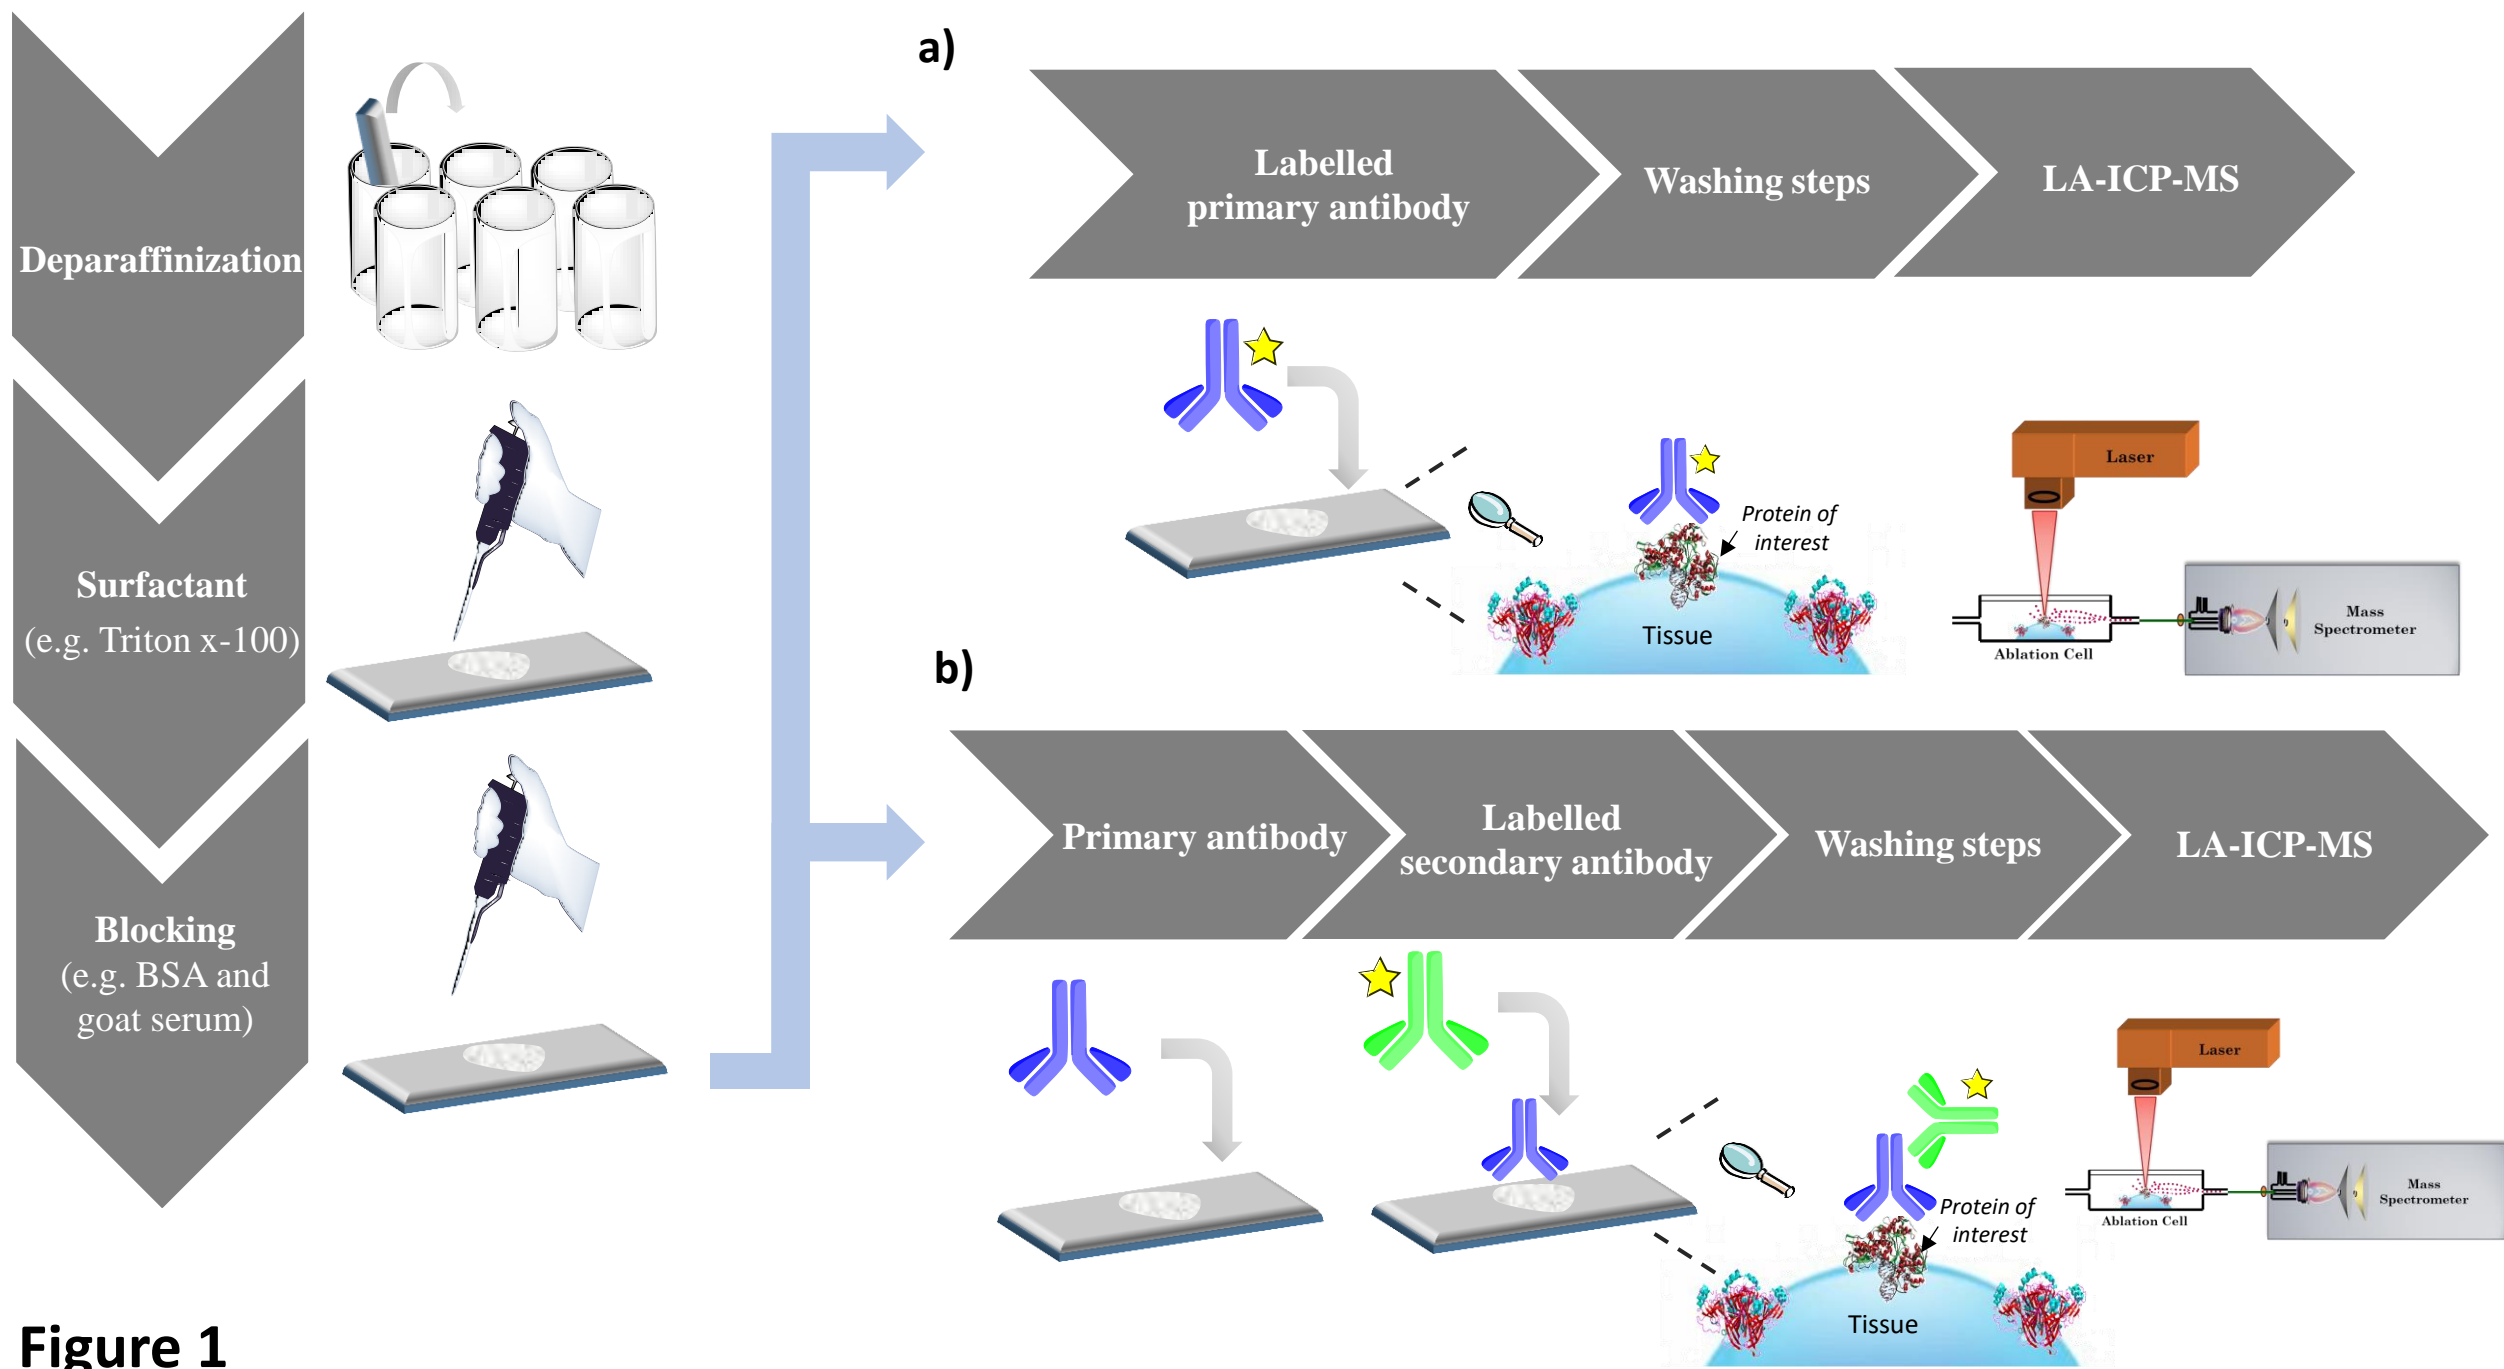 Deparaffinization
Surfactant
(e.g. Triton x-100)
Blocking
(e.g. BSA and
goat serum)
a)
Labelled
primary antibody
Washing steps
LA-ICP-MS
Protein of
interest
Tissue
Laser
Ablation Cell
Mass
Spectrometer
b)
Primary antibody
Labelled
secondary antibody
Washing steps
LA-ICP-MS
Protein of
interest
Tissue
Laser
Ablation Cell
Mass
Spectrometer
Figure 1